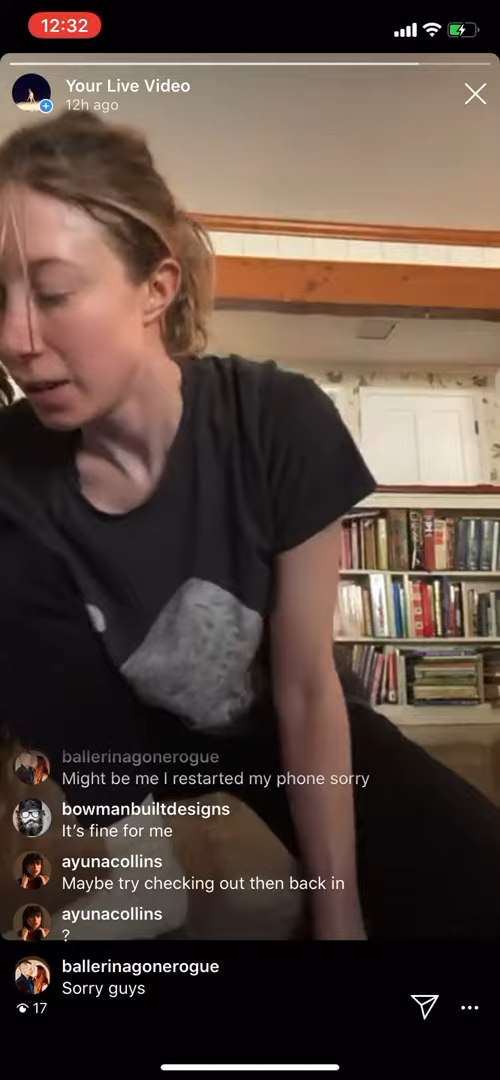 12:32
Your Live Video
12h ago
ballerinagonerogue
Might be me I restarted my phone sorry
bowmanbuiltdesigns
It's fine for me
ayunacollins
Maybe try checking out then back in
ayunacollins
?
ballerinagonerogue
Sorry guys
17